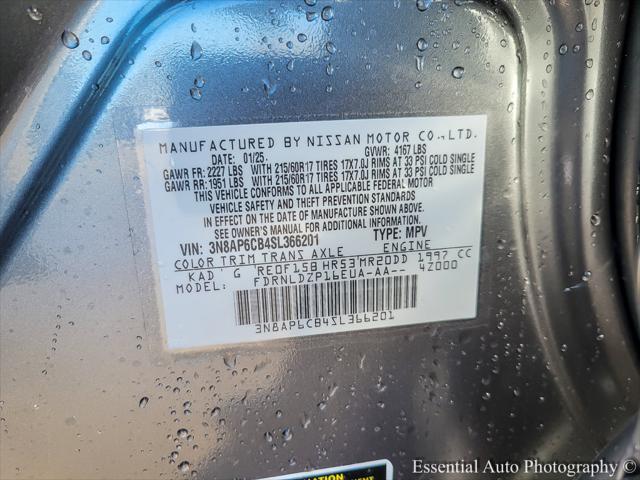 MANUFACTURED BY NISSAN MOTOR CO.,LTD.
DATE: 01/25. GVWR: 4167 LBS
GAWR FR: 2227 LBS WITH 215/60R17 TIRES 17X7.0J RIMS AT 33 PSI COLD SINGLE
GAWR RR: 1951 LBS WITH 215/60R17 TIRES 17X7.0J RIMS AT 33 PSI COLD SINGLE
THIS VEHICLE CONFORMS TO ALL APPLICABLE FEDERAL MOTOR
VEHICLE SAFETY AND THEFT PREVENTION STANDARDS
IN EFFECT ON THE DATE OF MANUFACTURE SHOWN ABOVE.
SEE OWNER'S MANUAL FOR ADDITIONAL INFORMATION
VIN: 3N8AP6CB4SL366201 TYPE: MPV
COLOR TRIM TRANS AXLE ENGINE
KAD G RE0F15B HR53 MR20DD 1997 CC
MODEL: FDRNLDZP16EUA-AA-- 4Z000
3N8AP6CB4SL366201
Essential Auto Photography ©